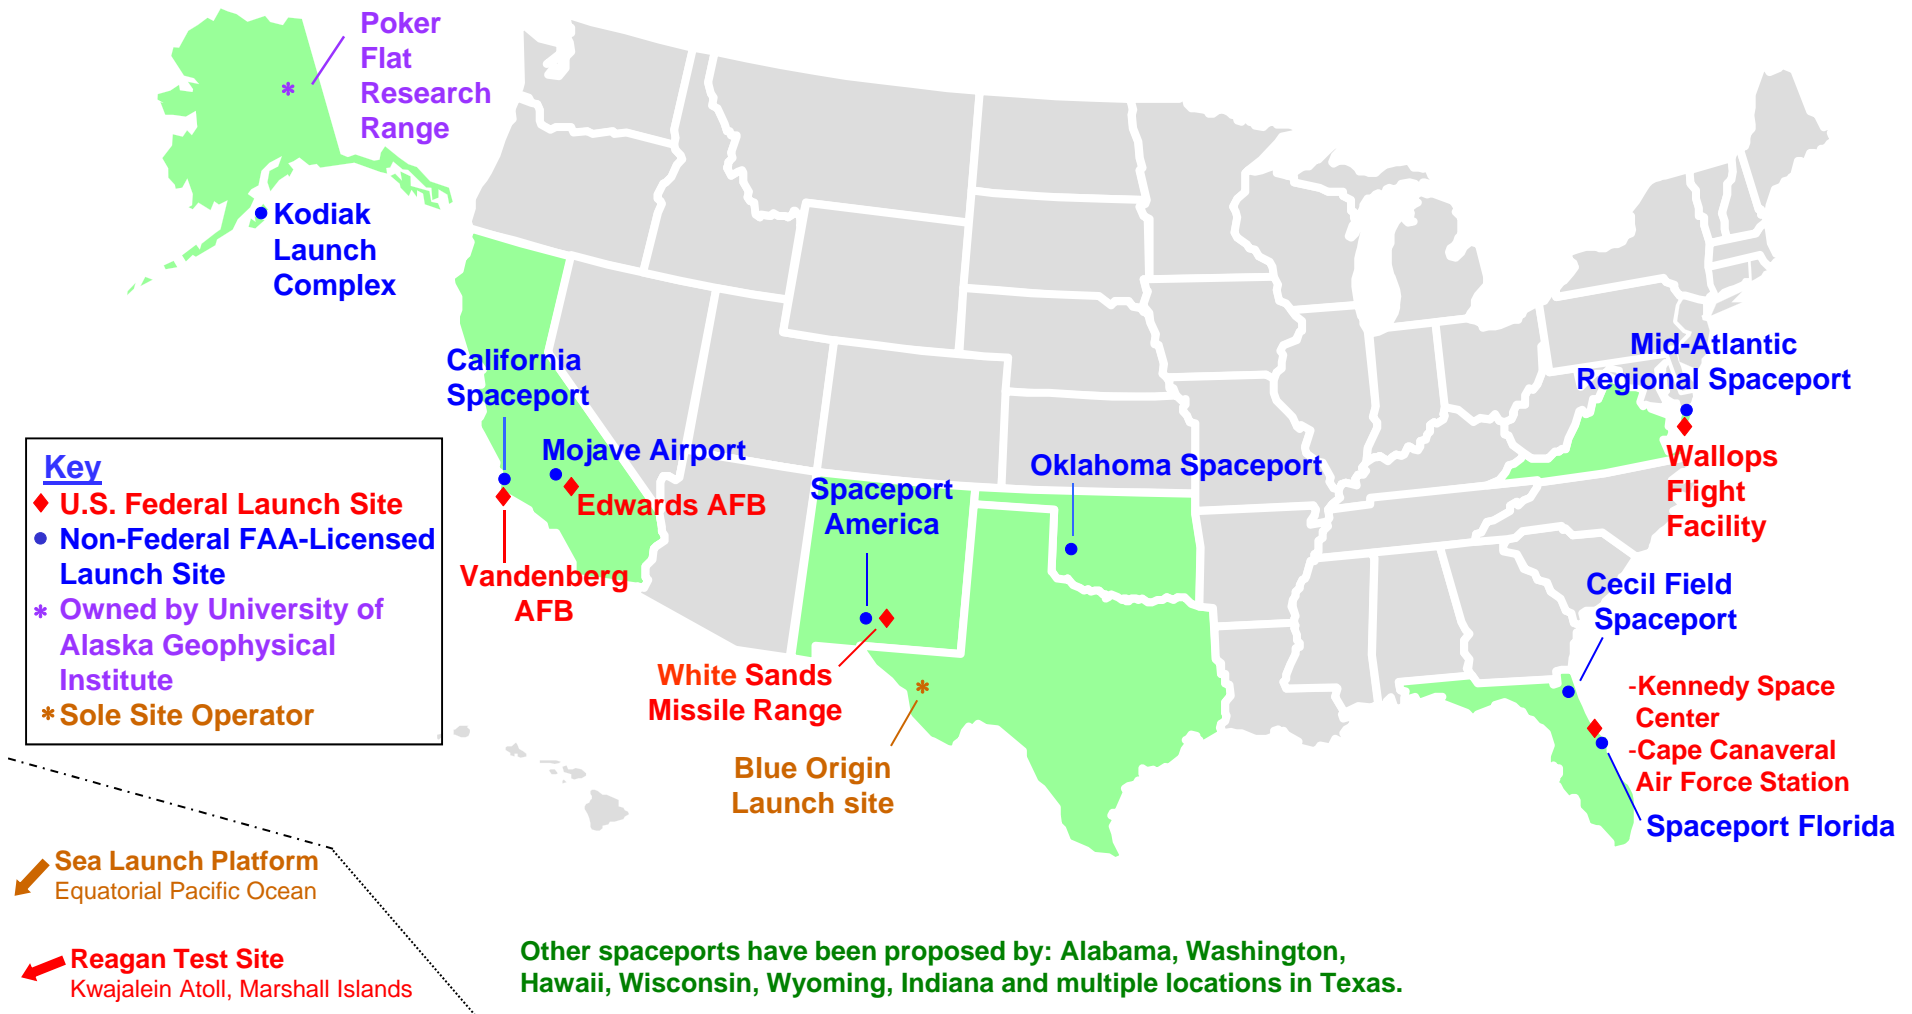 Poker
Flat
Research
Range
Kodiak
Launch
Complex
California
Spaceport
Mojave Airport
Edwards AFB
Vandenberg
AFB
Spaceport
America
White Sands
Missile Range
Blue Origin
Launch site
Oklahoma Spaceport
Mid-Atlantic
Regional Spaceport
Wallops
Flight
Facility
Cecil Field
Spaceport
-Kennedy Space
Center
-Cape Canaveral
Air Force Station
Spaceport Florida
Key
U.S. Federal Launch Site
Non-Federal FAA-Licensed
Launch Site
* Owned by University of
Alaska Geophysical
Institute
* Sole Site Operator
Sea Launch Platform
Equatorial Pacific Ocean
Reagan Test Site
Kwajalein Atoll, Marshall Islands
Other spaceports have been proposed by: Alabama, Washington,
Hawaii, Wisconsin, Wyoming, Indiana and multiple locations in Texas.